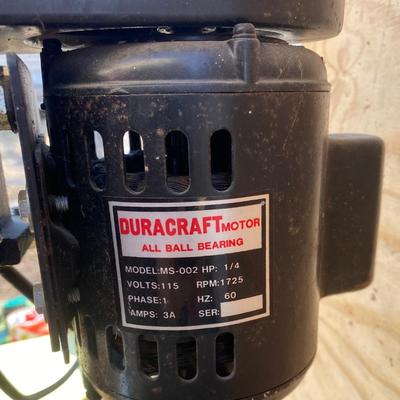 DURACRAFT MOTOR
ALL BALL BEARING
MODEL:MS-002 HP: 1/4
VOLTS:115 RPM:1725
PHASE:1 HZ: 60
AMPS: 3A SER: